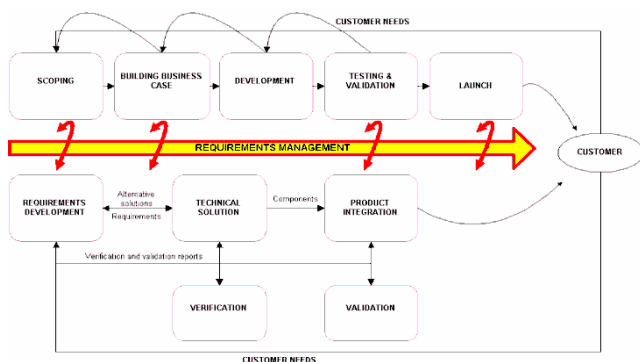 CUSTOMER NEEDS
SCOPING
BUILDING BUSINESS
CASE
DEVELOPMENT
TESTING &
VALIDATION
LAUNCH
REQUIREMENTS MANAGEMENT
CUSTOMER
REQUIREMENTS
DEVELOPMENT
Alternative
solutions
Requirements
TECHNICAL
SOLUTION
Components
PRODUCT
INTEGRATION
Verification and validation reports
VERIFICATION
VALIDATION
CUSTOMER NEEDS